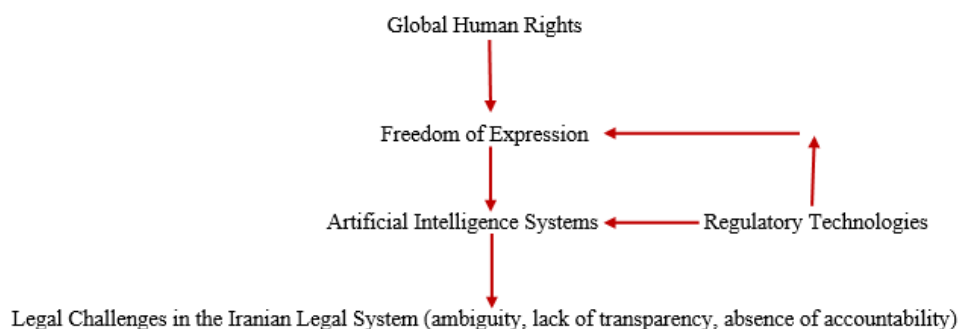 Global Human Rights
Freedom of Expression
Artificial Intelligence Systems
Regulatory Technologies
Legal Challenges in the Iranian Legal System (ambiguity, lack of transparency, absence of accountability)